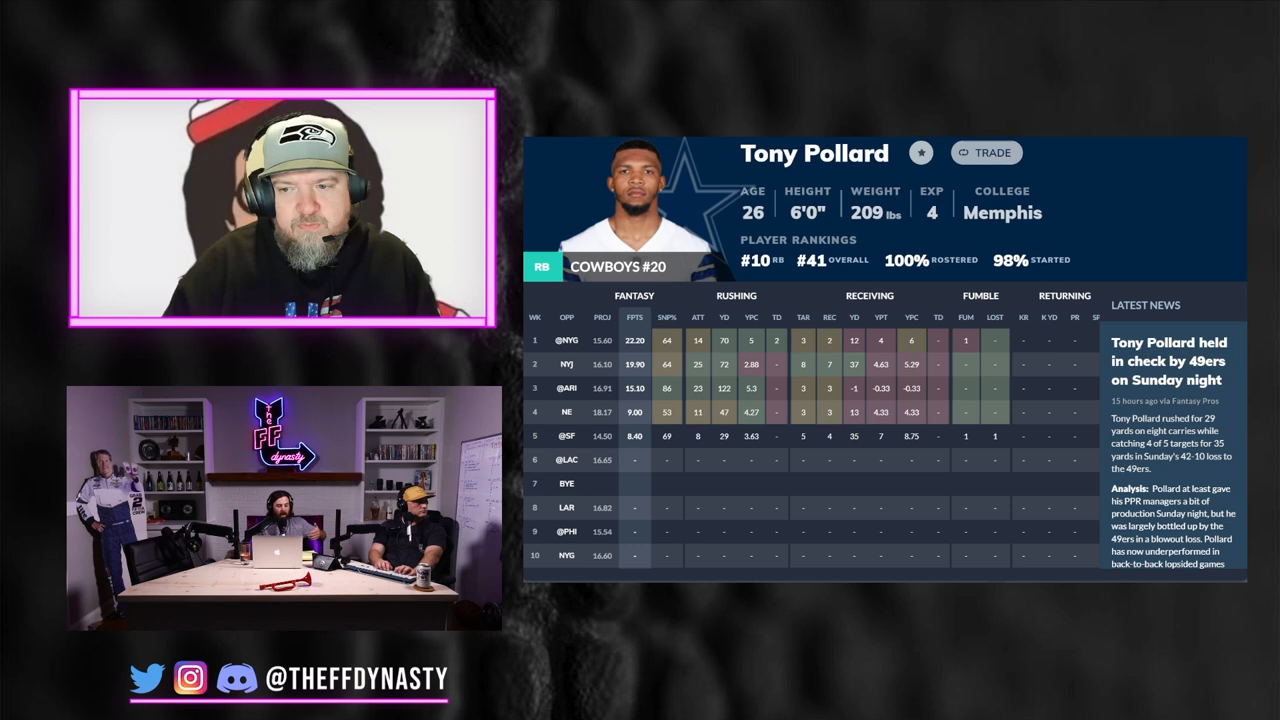 Tony Pollard
TRADE
AGE HEIGHT WEIGHT EXP COLLEGE
26 6'0" 209 lbs 4 Memphis
PLAYER RANKINGS
#10 RB #41 OVERALL 100% ROSTERED 98% STARTED
RB COWBOYS #20
FANTASY RUSHING RECEIVING FUMBLE RETURNING
WK OPP PROJ FPTS SNP% ATT YD YPC TD TAR REC YD YPT YPC TD FUM LOST KR K YD PR SP
1 @NYG 15.60 22.20 64 14 70 5 2 3 2 12 4 6 - 1 - - - -
2 NYJ 16.10 19.90 64 25 72 2.88 - 8 7 37 4.63 5.29 - - - - - -
3 @ARI 16.91 15.10 86 23 122 5.3 - 3 3 -1 -0.33 -0.33 - - - - - -
4 NE 18.17 9.00 53 11 47 4.27 - 3 3 13 4.33 4.33 - - - - - -
5 @SF 14.50 8.40 69 8 29 3.63 - 5 4 35 7 8.75 - 1 1 - - -
6 @LAC 16.65 - - - - - - - - - - - - - - - - -
7 BYE
8 LAR 16.82 - - - - - - - - - - - - - - - - -
9 @PHI 15.54 - - - - - - - - - - - - - - - - -
10 NYG 16.60 - - - - - - - - - - - - - - - - -
LATEST NEWS
Tony Pollard held
in check by 49ers
on Sunday night
15 hours ago via Fantasy Pros
Tony Pollard rushed for 29
yards on eight carries while
catching 4 of 5 targets for 35
yards in Sunday's 42-10 loss to
the 49ers.
Analysis: Pollard at least gave
his PPR managers a bit of
production Sunday night, but he
was largely bottled up by the
49ers in a blowout loss. Pollard
has now underperformed in
back-to-back lopsided games
The
FF
dynasty
@THEFFDYNASTY